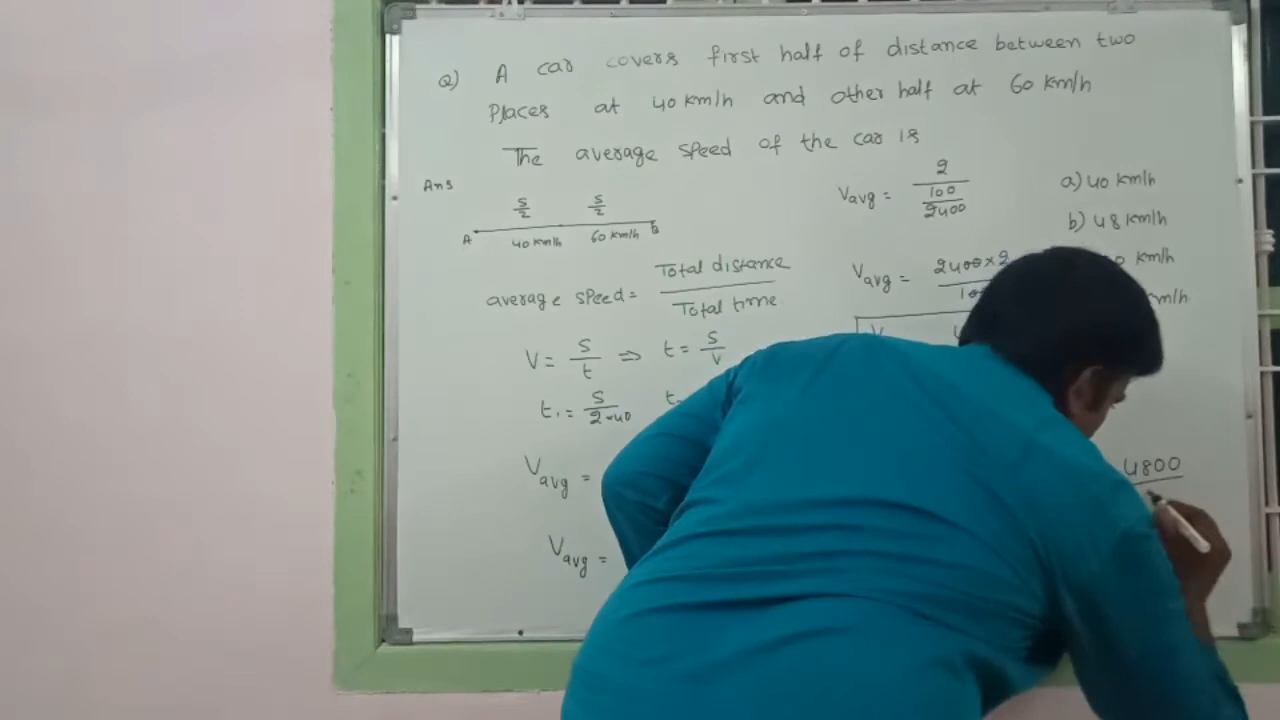 Q) A car covers first half of distance between two
Places at 40 km/h and other half at 60 km/h
The average speed of the car is
Ans
S/2 S/2
A 40 km/h 60 km/h B
average speed = Total distance / Total time
V = S/t ⇒ t = S/V
t₁ = S/2×40 t
Vavg =
Vavg =
Vavg = 2 / 100/2400
Vavg = 2400×2
V
4800
a) 40 km/h
b) 48 km/h
km/h
km/h